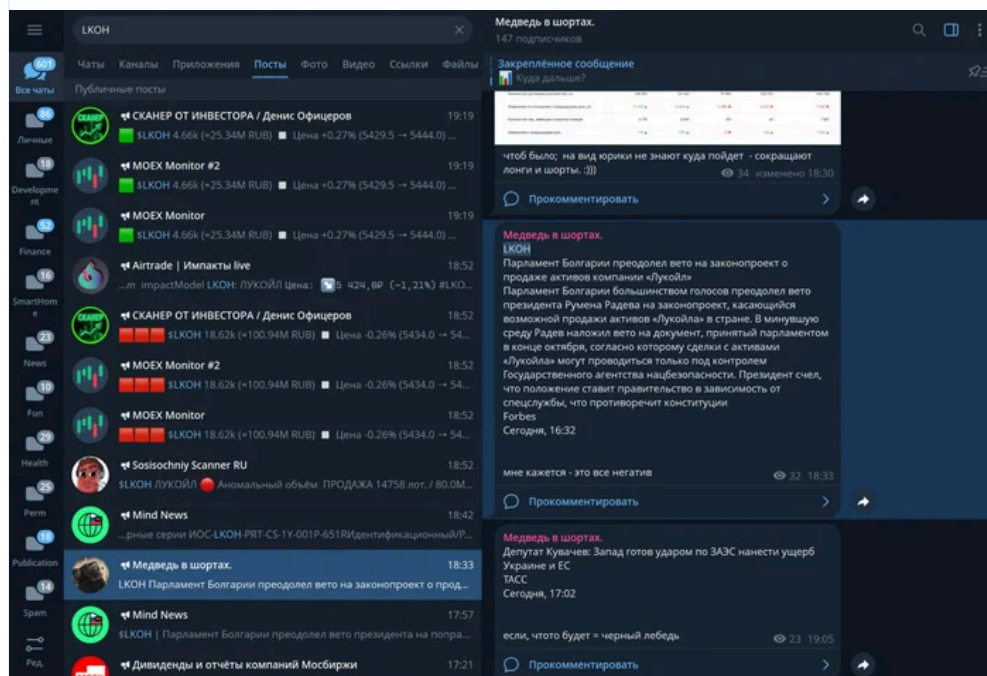 LKOH
Чаты Каналы Приложения Посты Фото Видео Ссылки Файлы
Публичные посты
601
Все чаты
86
Личные
18
Developme
nt
52
Finance
16
SmartHom
e
23
News
10
Fun
29
Health
25
Perm
18
Publication
14
Spam
Ред.
СКАНЕР ОТ ИНВЕСТОРА / Денис Офицеров 19:19
$LKOH 4.66k (≈25.34M RUB) Цена +0.27% (5429.5 → 5444.0) ...
MOEX Monitor #2 19:19
$LKOH 4.66k (≈25.34M RUB) Цена +0.27% (5429.5 → 5444.0) ...
MOEX Monitor 19:19
$LKOH 4.66k (≈25.34M RUB) Цена +0.27% (5429.5 → 5444.0) ...
Airtrade | Импакты live 18:52
...m impactModel LKOH: ЛУКОЙЛ Цена: 5 424,0₽ (−1,21%) #LKO...
СКАНЕР ОТ ИНВЕСТОРА / Денис Офицеров 18:52
$LKOH 18.62k (≈100.94M RUB) Цена -0.26% (5434.0 → 54...
MOEX Monitor #2 18:52
$LKOH 18.62k (≈100.94M RUB) Цена -0.26% (5434.0 → 54...
MOEX Monitor 18:52
$LKOH 18.62k (≈100.94M RUB) Цена -0.26% (5434.0 → 54...
Sosisochniy Scanner RU 18:52
$LKOH ЛУКОЙЛ Аномальный объём ПРОДАЖА 14758 лот. / 80.0M...
Mind News 18:42
...рные серии ИОС-LKOH-PRT-CS-1Y-001P-651RИдентификационный/Р...
Медведь в шортах. 18:33
LKOH Парламент Болгарии преодолел вето на законопроект о прод...
Mind News 17:57
$LKOH | Парламент Болгарии преодолел вето президента на попра...
Дивиденды и отчёты компаний Мосбиржи 17:21
Медведь в шортах.
147 подписчиков
Закреплённое сообщение
Куда дальше?
чтоб было; на вид юрики не знают куда пойдет - сокращают
лонги и шорты. :)))
34 изменено 18:30
Прокомментировать
Медведь в шортах.
LKOH
Парламент Болгарии преодолел вето на законопроект о
продаже активов компании «Лукойл»
Парламент Болгарии большинством голосов преодолел вето
президента Румена Радева на законопроект, касающийся
возможной продажи активов «Лукойла» в стране. В минувшую
среду Радев наложил вето на документ, принятый парламентом
в конце октября, согласно которому сделки с активами
«Лукойла» могут проводиться только под контролем
Государственного агентства нацбезопасности. Президент счел,
что положение ставит правительство в зависимость от
спецслужбы, что противоречит конституции
Forbes
Сегодня, 16:32
мне кажется - это все негатив
32 18:33
Прокомментировать
Медведь в шортах.
Депутат Кувачев: Запад готов ударом по ЗАЭС нанести ущерб
Украине и ЕС
ТАСС
Сегодня, 17:02
если, чтото будет = черный лебедь
23 19:05
Прокомментировать